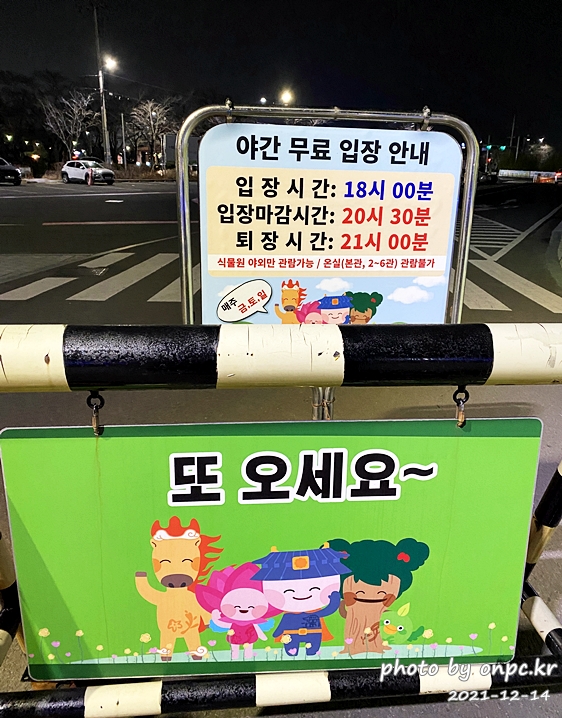 야간 무료 입장 안내
입 장 시 간: 18시 00분
입장마감시간: 20시 30분
퇴 장 시 간: 21시 00분
식물원 야외만 관람가능 / 온실(본관, 2~6관) 관람불가
매주
금,토,일
또 오세요~
photo by onpc.kr
2021-12-14